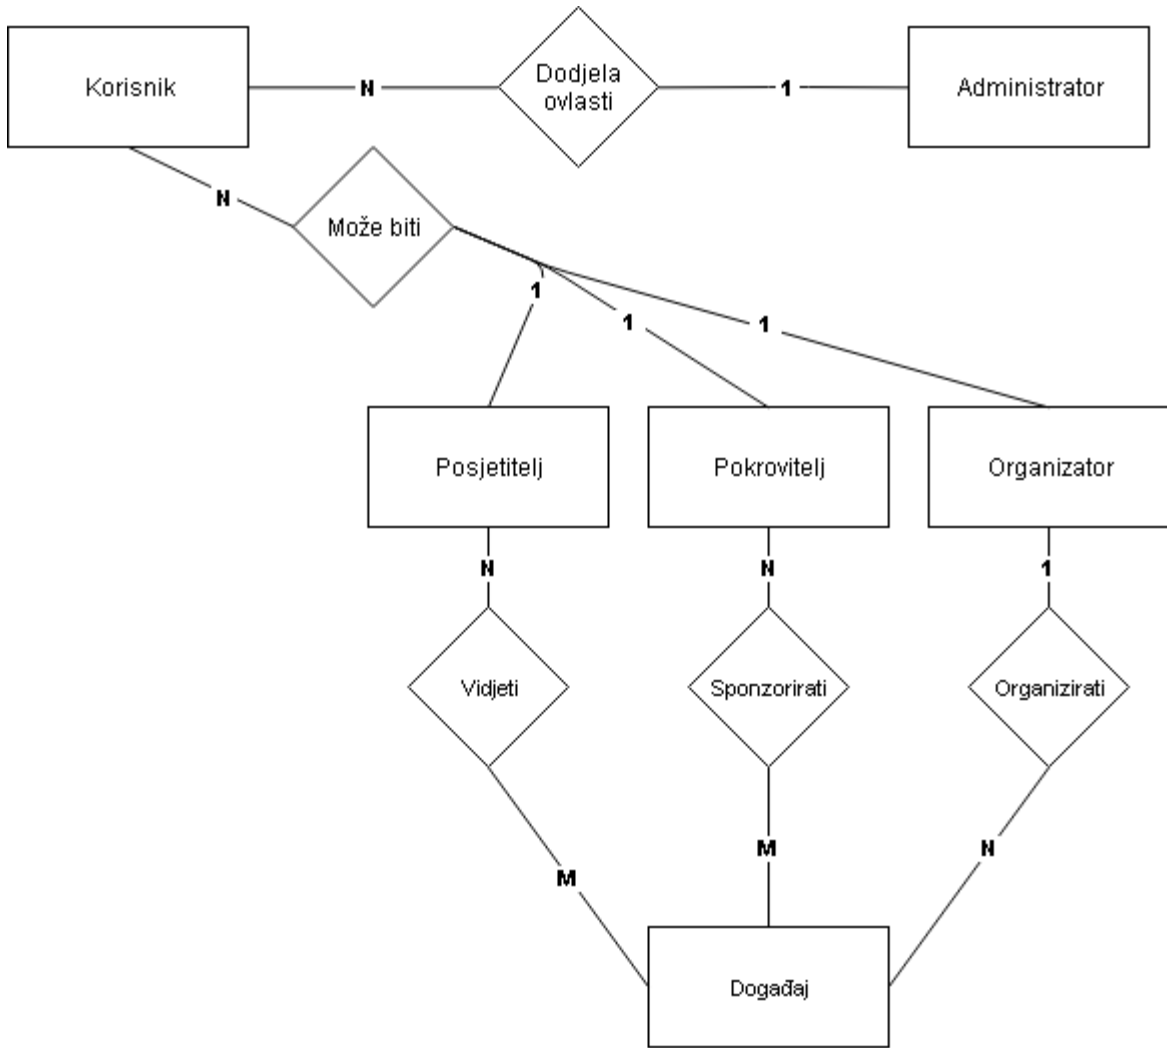 Korisnik
N
Dodjela
ovlasti
1
Administrator
N
Može biti
1
1
1
Posjetitelj
Pokrovitelj
Organizator
N
N
1
Vidjeti
Sponzorirati
Organizirati
M
M
N
Događaj